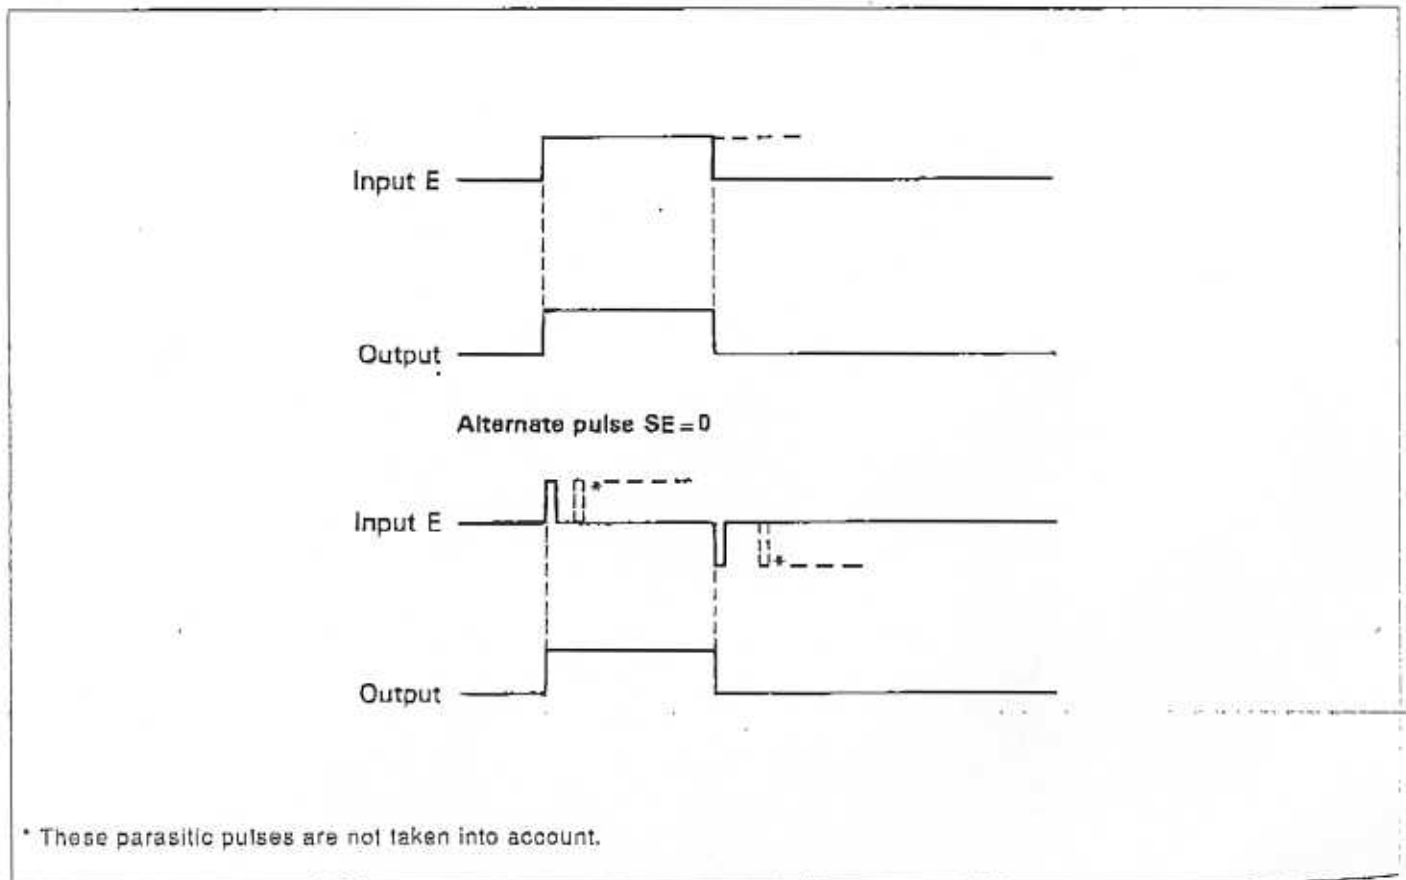 Input E
Output
Alternate pulse SE=0
*
Input E
*
Output
* These parasitic pulses are not taken into account.